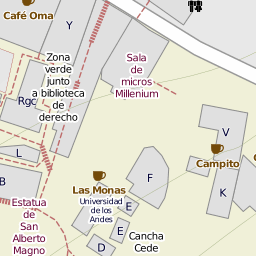 Café Oma
Y
Zona
verde
junto
a biblioteca
de
derecho
Sala
de
micros
Millenium
Rgc
V
L
Campito
Las Monas
F
B
K
Universidad
de los
Andes
E
E
Estatua
de San
Alberto
Magno
D
Cancha
Cede